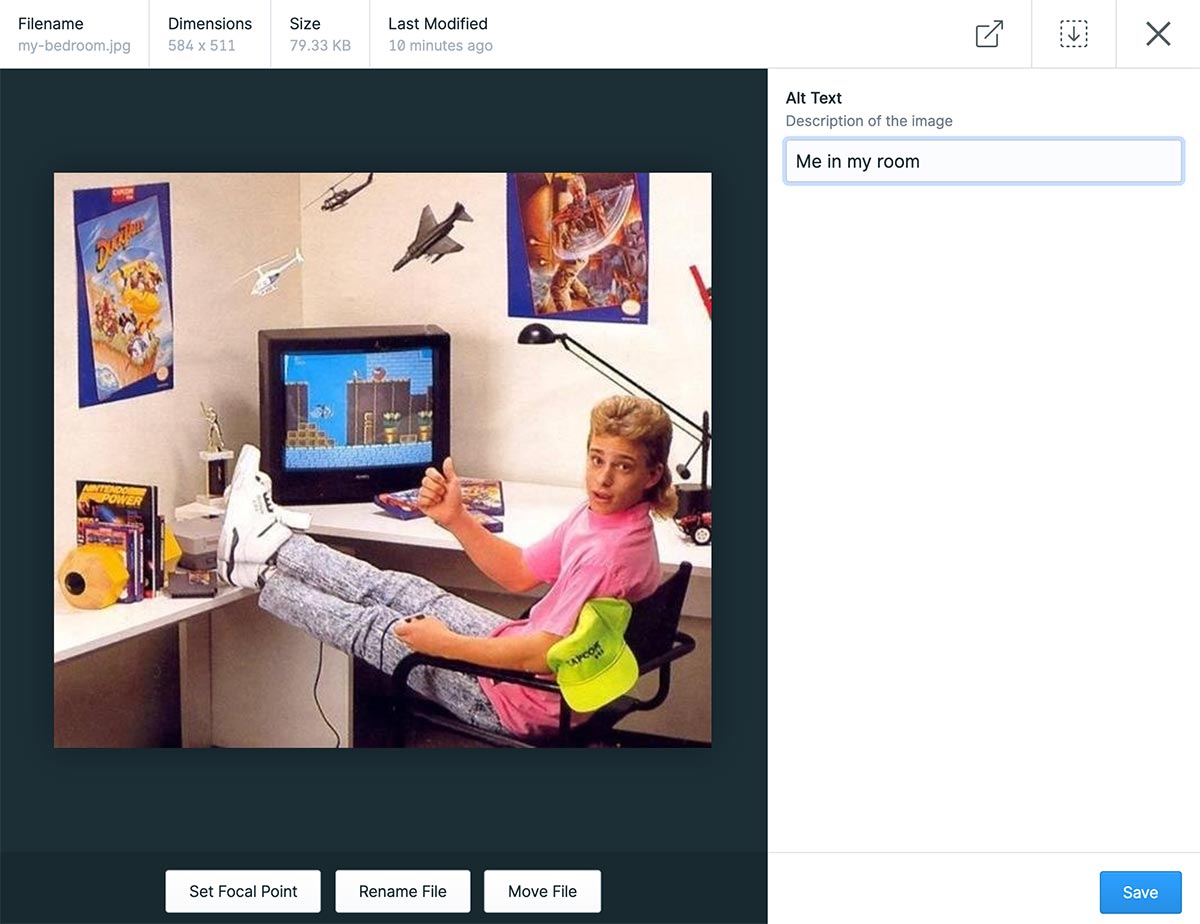 Filename
my-bedroom.jpg
Dimensions
584 x 511
Size
79.33 KB
Last Modified
10 minutes ago
Alt Text
Description of the image
Me in my room
CAPCOM
DUCKTALES
NINTENDO
POWER
CAPCOM
Set Focal Point
Rename File
Move File
Save